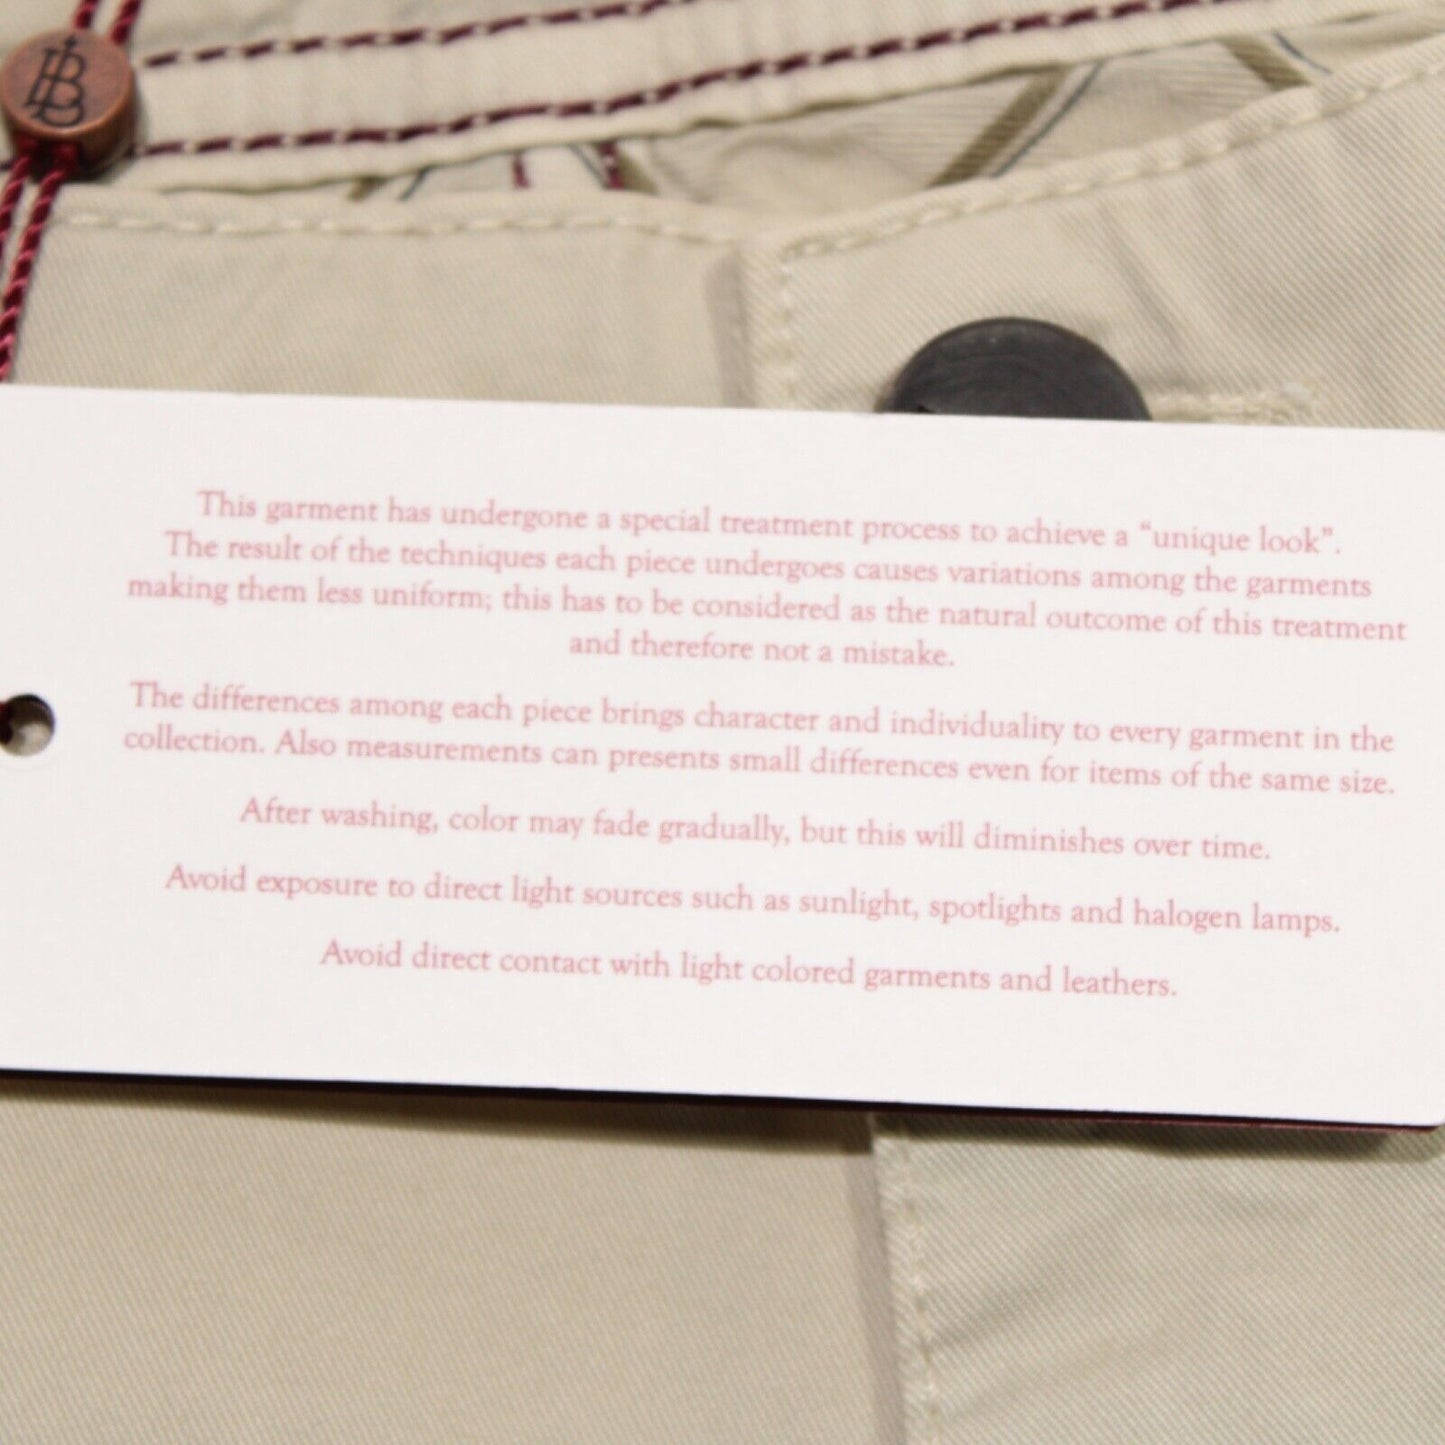 This garment has undergone a special treatment process to achieve a “unique look”.
The result of the techniques each piece undergoes causes variations among the garments
making them less uniform; this has to be considered as the natural outcome of this treatment
and therefore not a mistake.
The differences among each piece brings character and individuality to every garment in the
collection. Also measurements can presents small differences even for items of the same size.
After washing, color may fade gradually, but this will diminishes over time.
Avoid exposure to direct light sources such as sunlight, spotlights and halogen lamps.
Avoid direct contact with light colored garments and leathers.